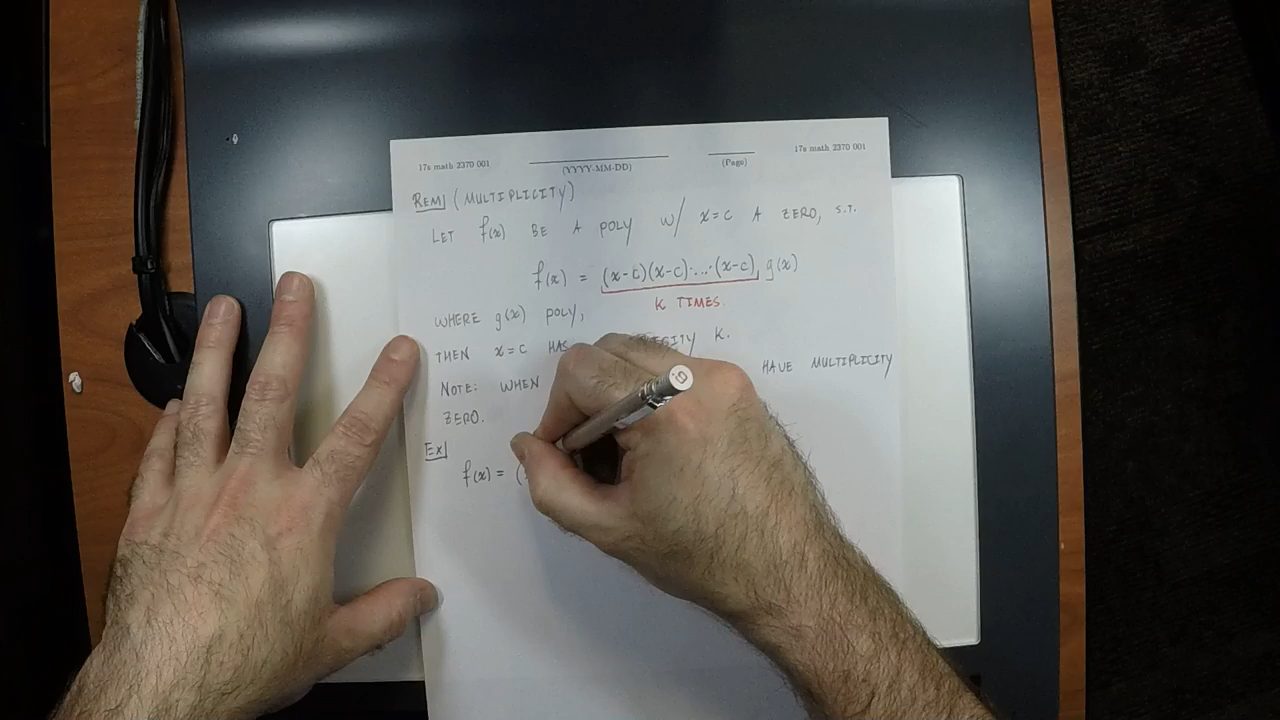 17s math 2370 001 (YYYY-MM-DD) (Page) 17s math 2370 001
REM (MULTIPLICITY)
LET f(x) BE A POLY W/ x=c A ZERO, S.T.
f(x) = (x-c)(x-c)·...·(x-c) g(x)
K TIMES.
WHERE g(x) POLY,
THEN x=c HAS K.
NOTE: WHEN HAVE MULTIPLICITY
ZERO.
EX
f(x) = (